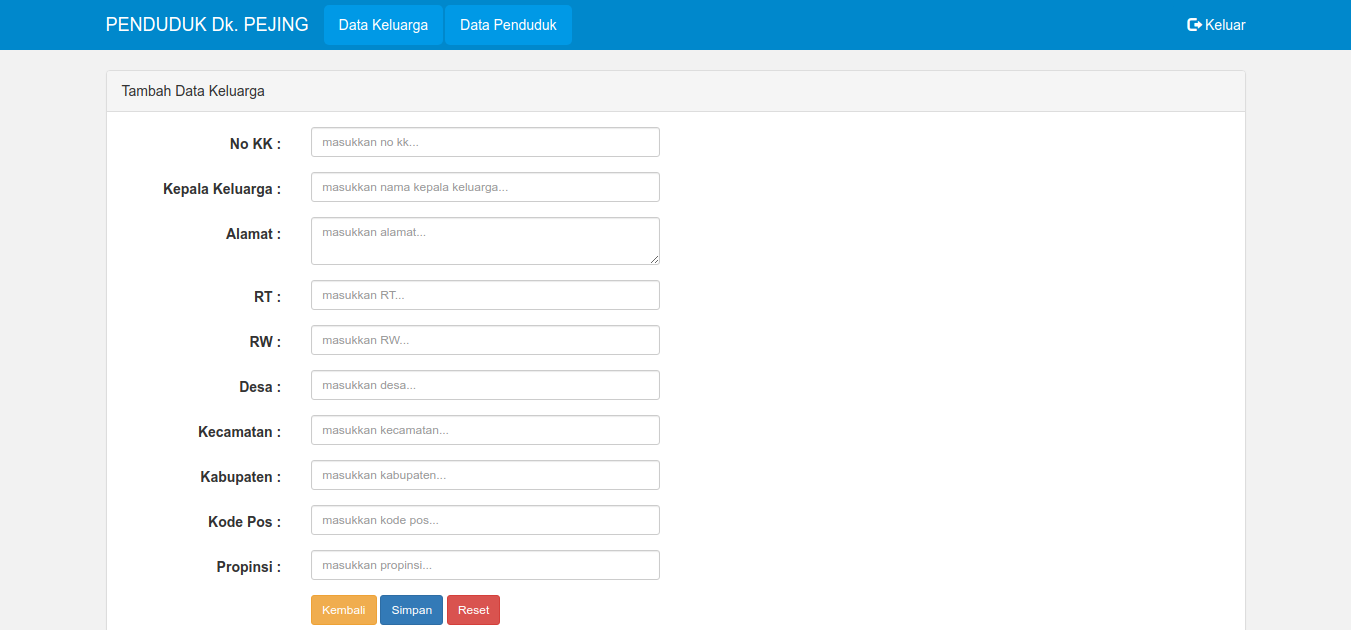 PENDUDUK Dk. PEJING Data Keluarga Data Penduduk Keluar
Tambah Data Keluarga
No KK : masukkan no kk...
Kepala Keluarga : masukkan nama kepala keluarga...
Alamat : masukkan alamat...
RT : masukkan RT...
RW : masukkan RW...
Desa : masukkan desa...
Kecamatan : masukkan kecamatan...
Kabupaten : masukkan kabupaten...
Kode Pos : masukkan kode pos...
Propinsi : masukkan propinsi...
Kembali Simpan Reset